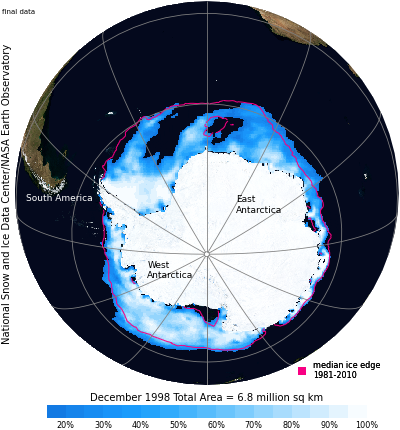 final data
National Snow and Ice Data Center/NASA Earth Observatory
South America
East
Antarctica
West
Antarctica
median ice edge
1981-2010
December 1998 Total Area = 6.8 million sq km
20% 30% 40% 50% 60% 70% 80% 90% 100%